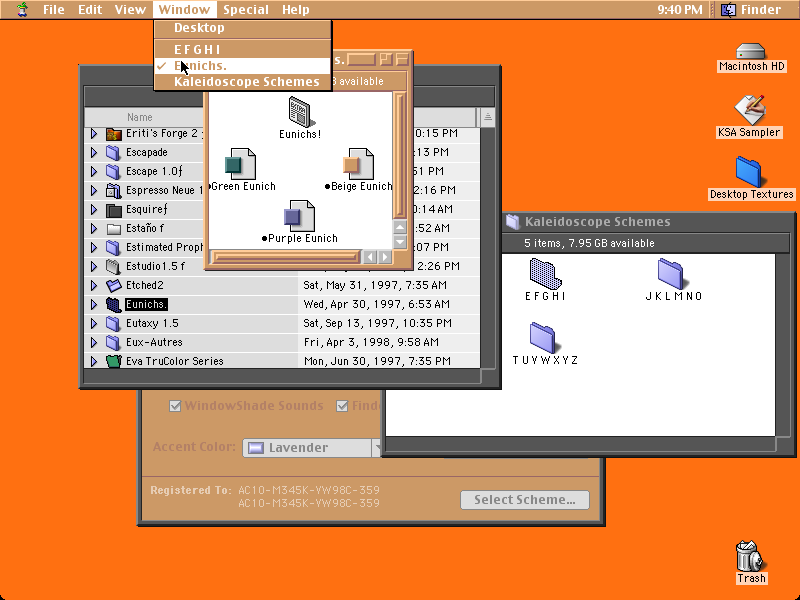 File Edit View Window Special Help 9:40 PM Finder
Desktop
E F G H I
✓ Eunichs.
Kaleidoscope Schemes
s.
B available
Name
Eriti's Forge 2
0:15 PM
Escapade
:13 PM
Escape 1.0ƒ
51 PM
Espresso Neue 1
2:16 PM
Esquire ƒ
0:14 AM
Estaño ƒ
:52 AM
Estimated Proph
:07 PM
Estudio1.5 ƒ
2:26 PM
Etched2 Sat, May 31, 1997, 7:35 AM
Eunichs. Wed, Apr 30, 1997, 6:53 AM
Eutaxy 1.5 Sat, Sep 13, 1997, 10:35 PM
Eux-Autres Fri, Apr 3, 1998, 9:58 AM
Eva TruColor Series Mon, Jun 30, 1997, 7:35 PM
Eunichs!
•Green Eunich
•Beige Eunich
•Purple Eunich
Kaleidoscope Schemes
5 items, 7.95 GB available
E F G H I
J K L M N O
T U V W X Y Z
WindowShade Sounds
Finde
Accent Color: Lavender
Registered To: AC10-M345K-YW98C-359
AC10-M345K-YW98C-359
Select Scheme...
Macintosh HD
KSA Sampler
Desktop Textures
Trash